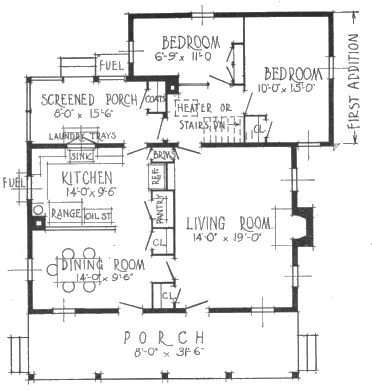 BEDROOM
6'-9" × 11'-0
FUEL
BEDROOM
10'-0" × 15'-0"
FIRST ADDITION
SCREENED PORCH
8'-0" × 15'-6"
COATS
HEATER OR
STAIRS DN
CL.
LAUNDRY TRAYS
SINK
BRMS
KITCHEN
14'-0" × 9'-6"
REF.
FUEL
PANTRY
RANGE
OIL ST.
LIVING ROOM
14'-0" × 19'-0"
CL.
DINING ROOM
14'-0" × 9'-6"
CL.
PORCH
8'-0" × 31'-6"